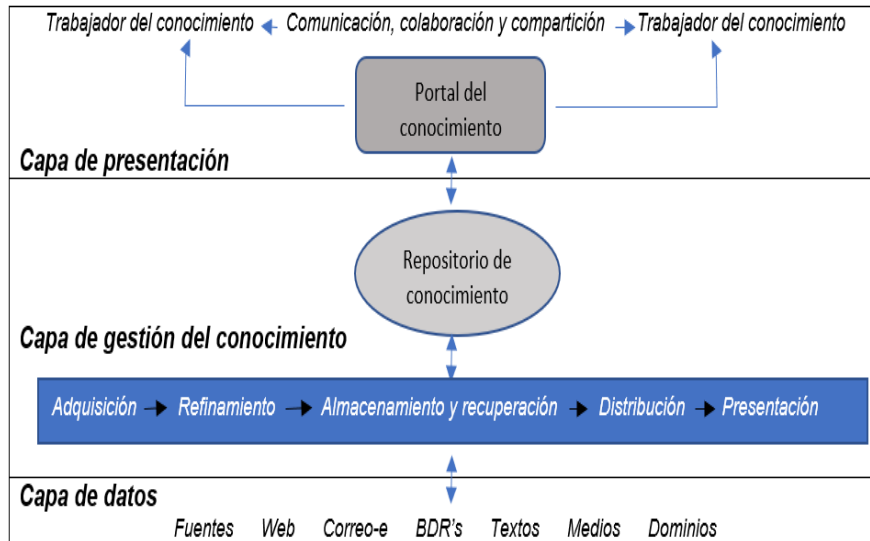 Trabajador del conocimiento Comunicación, colaboración y compartición Trabajador del conocimiento
Portal del
conocimiento
Capa de presentación
Repositorio de
conocimiento
Capa de gestión del conocimiento
Adquisición Refinamiento Almacenamiento y recuperación Distribución Presentación
Capa de datos
Fuentes Web Correo-e BDR's Textos Medios Dominios